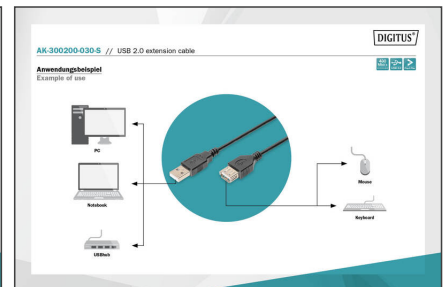 DIGITUS®
AK-300200-030-S // USB 2.0 extension cable
Anwendungsbeispiel
Example of use
PC
Notebook
USBhub
Mouse
Keyboard